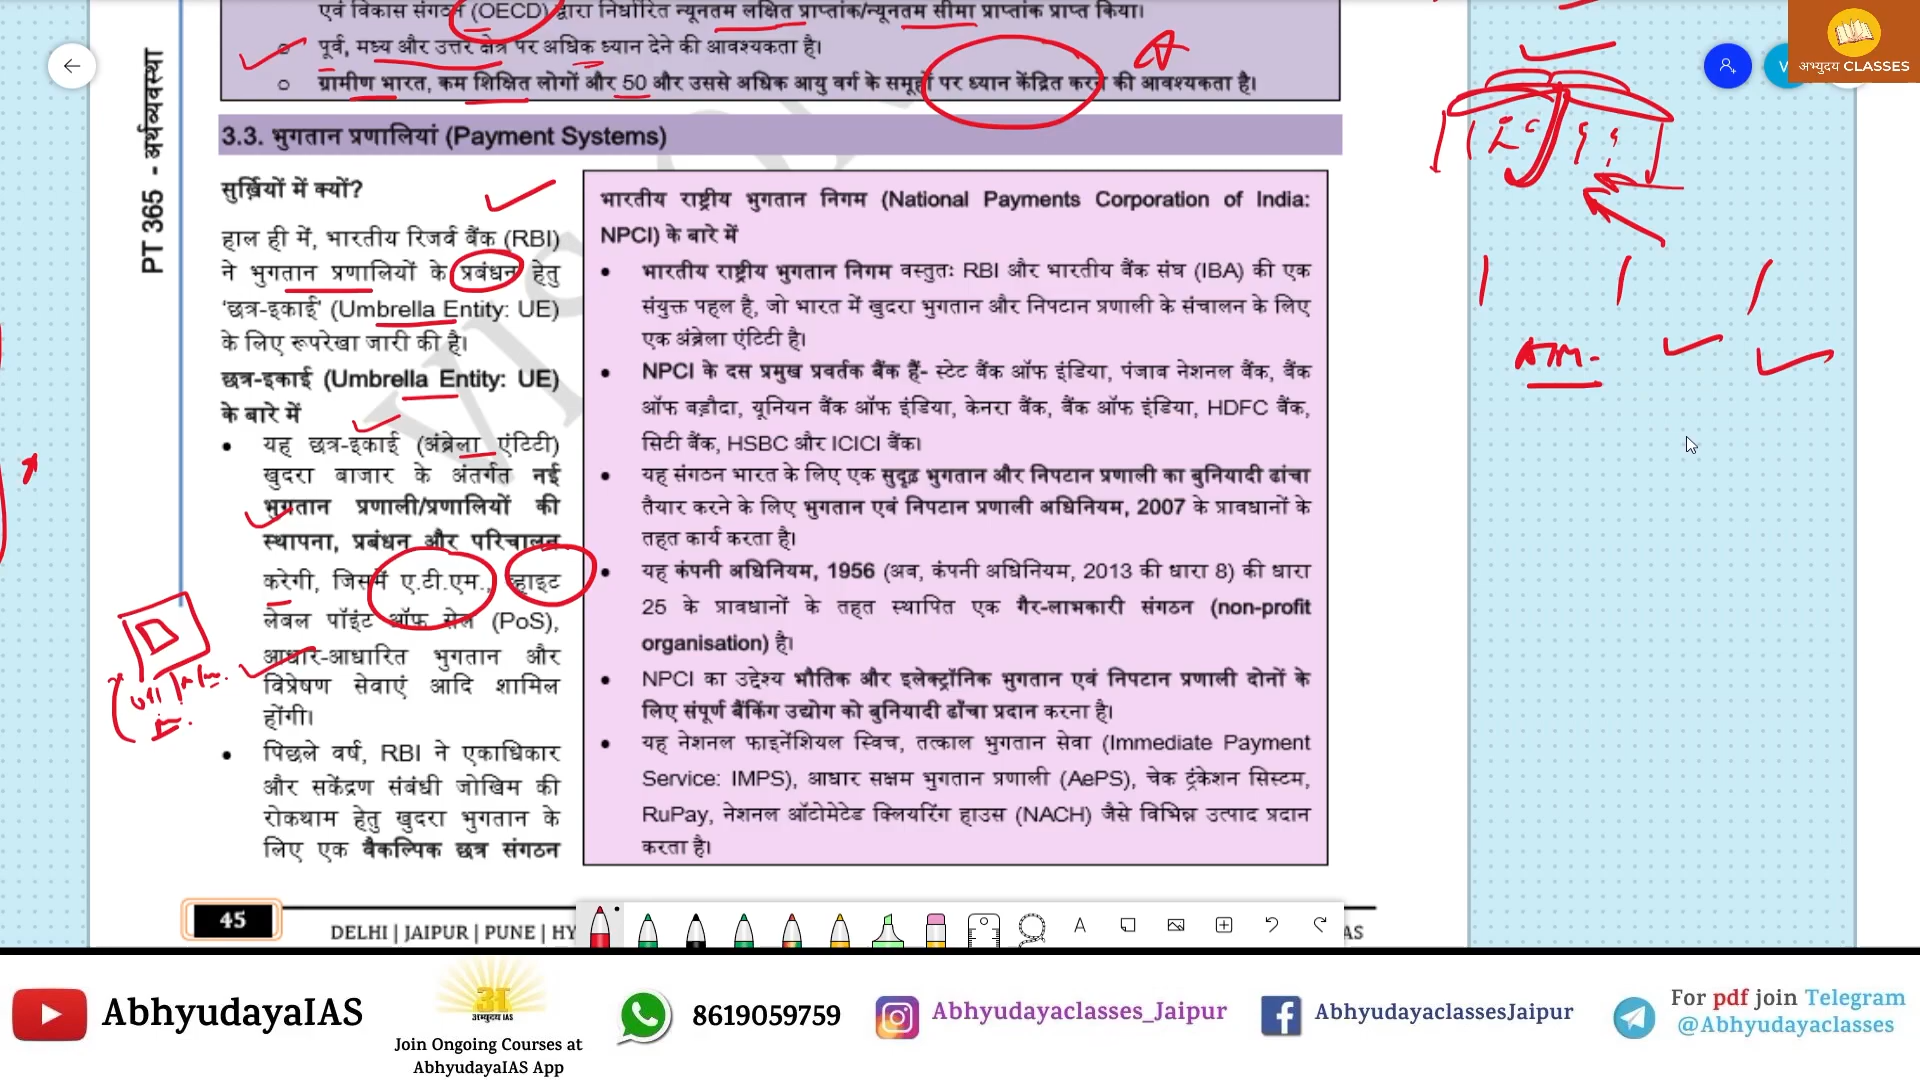 एवं विकास संगठन (OECD) द्वारा निर्धारित न्यूनतम लक्षित प्राप्तांक/न्यूनतम सीमा प्राप्तांक प्राप्त किया।
पूर्व, मध्य और उत्तर क्षेत्र पर अधिक ध्यान देने की आवश्यकता है।
ग्रामीण भारत, कम शिक्षित लोगों और 50 और उससे अधिक आयु वर्ग के समूहों पर ध्यान केंद्रित करने की आवश्यकता है।
PT 365 - अर्थव्यवस्था
अभ्युदय CLASSES
3.3. भुगतान प्रणालियां (Payment Systems)
सुर्ख़ियों में क्यों?
हाल ही में, भारतीय रिजर्व बैंक (RBI)
ने भुगतान प्रणालियों के प्रबंधन हेतु
'छत्र-इकाई' (Umbrella Entity: UE)
के लिए रूपरेखा जारी की है।
छत्र-इकाई (Umbrella Entity: UE)
के बारे में
यह छत्र-इकाई (अंब्रेला एंटिटी)
खुदरा बाजार के अंतर्गत नई
भुगतान प्रणाली/प्रणालियों की
स्थापना, प्रबंधन और परिचालन
करेगी, जिसमें ए.टी.एम., व्हाइट
लेबल पॉइंट ऑफ सेल (PoS),
आधार-आधारित भुगतान और
विप्रेषण सेवाएं आदि शामिल
होंगी।
पिछले वर्ष, RBI ने एकाधिकार
और सकेंद्रण संबंधी जोखिम की
रोकथाम हेतु खुदरा भुगतान के
लिए एक वैकल्पिक छत्र संगठन
भारतीय राष्ट्रीय भुगतान निगम (National Payments Corporation of India:
NPCI) के बारे में
भारतीय राष्ट्रीय भुगतान निगम वस्तुतः RBI और भारतीय बैंक संघ (IBA) की एक
संयुक्त पहल है, जो भारत में खुदरा भुगतान और निपटान प्रणाली के संचालन के लिए
एक अंब्रेला एंटिटी है।
NPCI के दस प्रमुख प्रवर्तक बैंक हैं- स्टेट बैंक ऑफ इंडिया, पंजाब नेशनल बैंक, बैंक
ऑफ बड़ौदा, यूनियन बैंक ऑफ इंडिया, केनरा बैंक, बैंक ऑफ इंडिया, HDFC बैंक,
सिटी बैंक, HSBC और ICICI बैंक।
यह संगठन भारत के लिए एक सुदृढ़ भुगतान और निपटान प्रणाली का बुनियादी ढांचा
तैयार करने के लिए भुगतान एवं निपटान प्रणाली अधिनियम, 2007 के प्रावधानों के
तहत कार्य करता है।
यह कंपनी अधिनियम, 1956 (अब, कंपनी अधिनियम, 2013 की धारा 8) की धारा
25 के प्रावधानों के तहत स्थापित एक गैर-लाभकारी संगठन (non-profit
organisation) है।
NPCI का उद्देश्य भौतिक और इलेक्ट्रॉनिक भुगतान एवं निपटान प्रणाली दोनों के
लिए संपूर्ण बैंकिंग उद्योग को बुनियादी ढाँचा प्रदान करना है।
यह नेशनल फाइनेंशियल स्विच, तत्काल भुगतान सेवा (Immediate Payment
Service: IMPS), आधार सक्षम भुगतान प्रणाली (AePS), चेक ट्रंकेशन सिस्टम,
RuPay, नेशनल ऑटोमेटेड क्लियरिंग हाउस (NACH) जैसे विभिन्न उत्पाद प्रदान
करता है।
ATM.
45
DELHI | JAIPUR | PUNE | HY
AS
AbhyudayaIAS
अभ्युदय IAS
Join Ongoing Courses at
AbhyudayaIAS App
8619059759
Abhyudayaclasses_Jaipur
AbhyudayaclassesJaipur
For pdf join Telegram
@Abhyudayaclasses